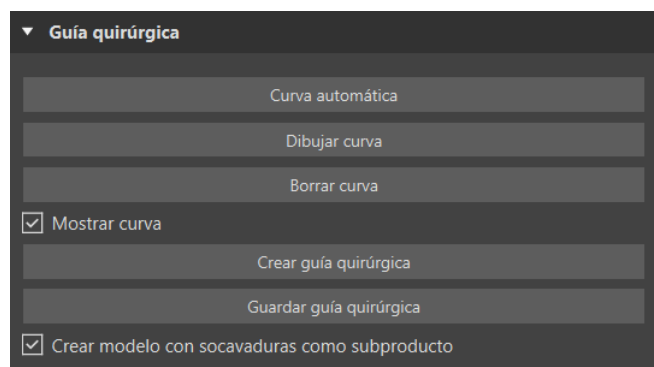 Guía quirúrgica
Curva automática
Dibujar curva
Borrar curva
Mostrar curva
Crear guía quirúrgica
Guardar guía quirúrgica
Crear modelo con socavaduras como subproducto